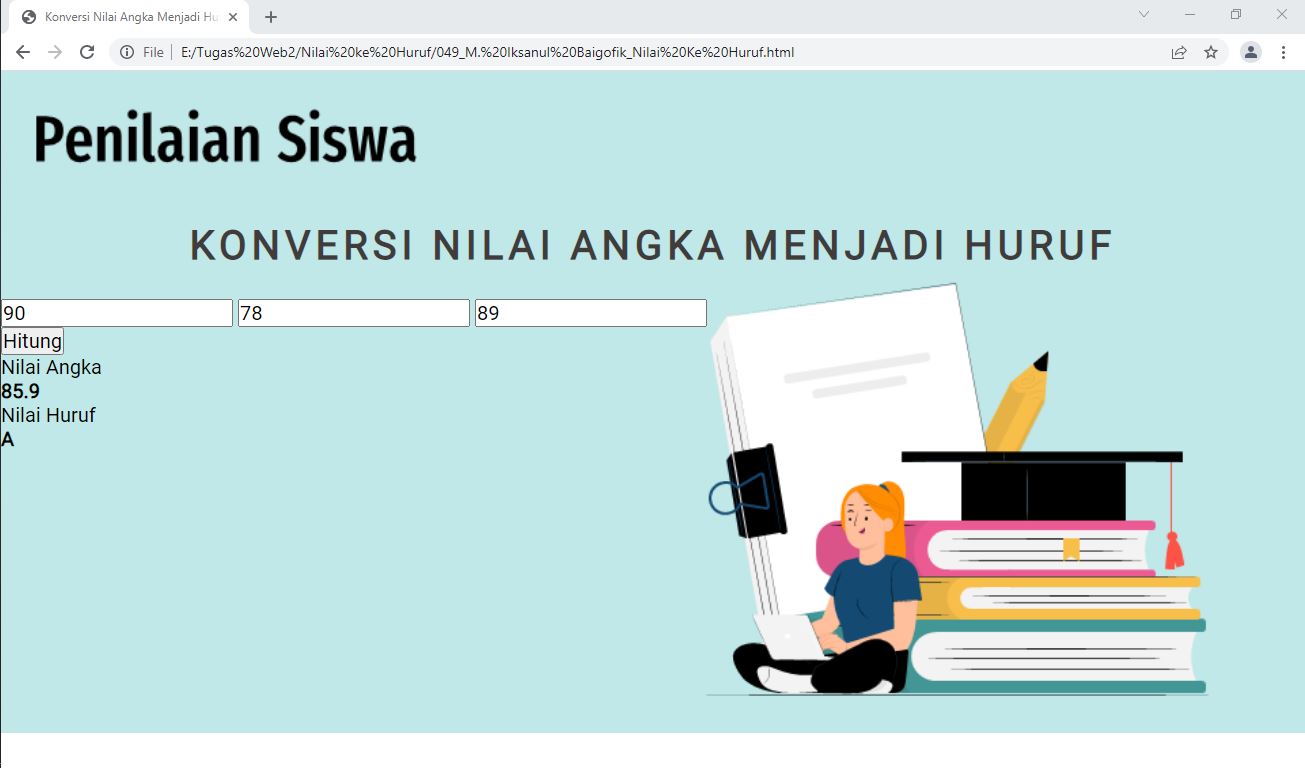 Konversi Nilai Angka Menjadi Hu
File
E:/Tugas%20Web2/Nilai%20ke%20Huruf/049_M.%20Iksanul%20Baigofik_Nilai%20Ke%20Huruf.html
Penilaian Siswa
KONVERSI NILAI ANGKA MENJADI HURUF
90 78 89
Hitung
Nilai Angka
85.9
Nilai Huruf
A